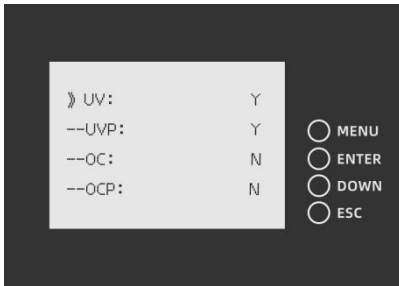 》UV: Y
--UVP: Y
--OC: N
--OCP: N
MENU
ENTER
DOWN
ESC